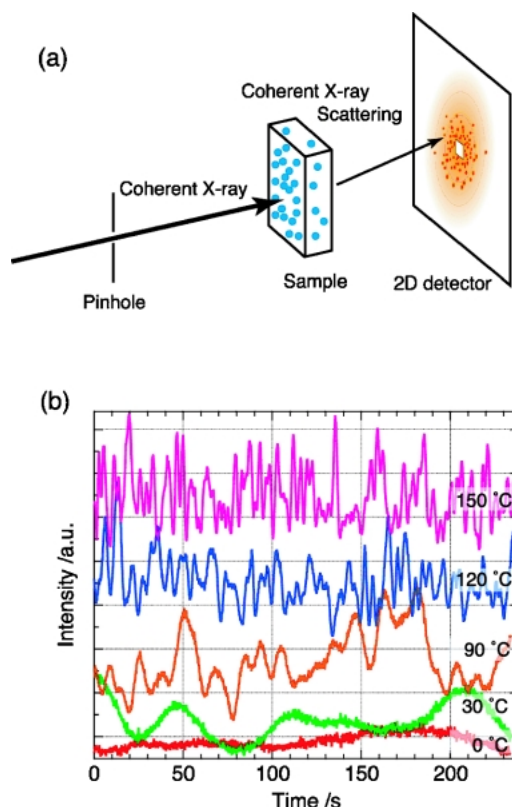 (a)
Coherent X-ray
Scattering
Coherent X-ray
Pinhole
Sample
2D detector
(b)
Intensity /a.u.
150 °C
120 °C
90 °C
30 °C
0 °C
0 50 100 150 200
Time /s